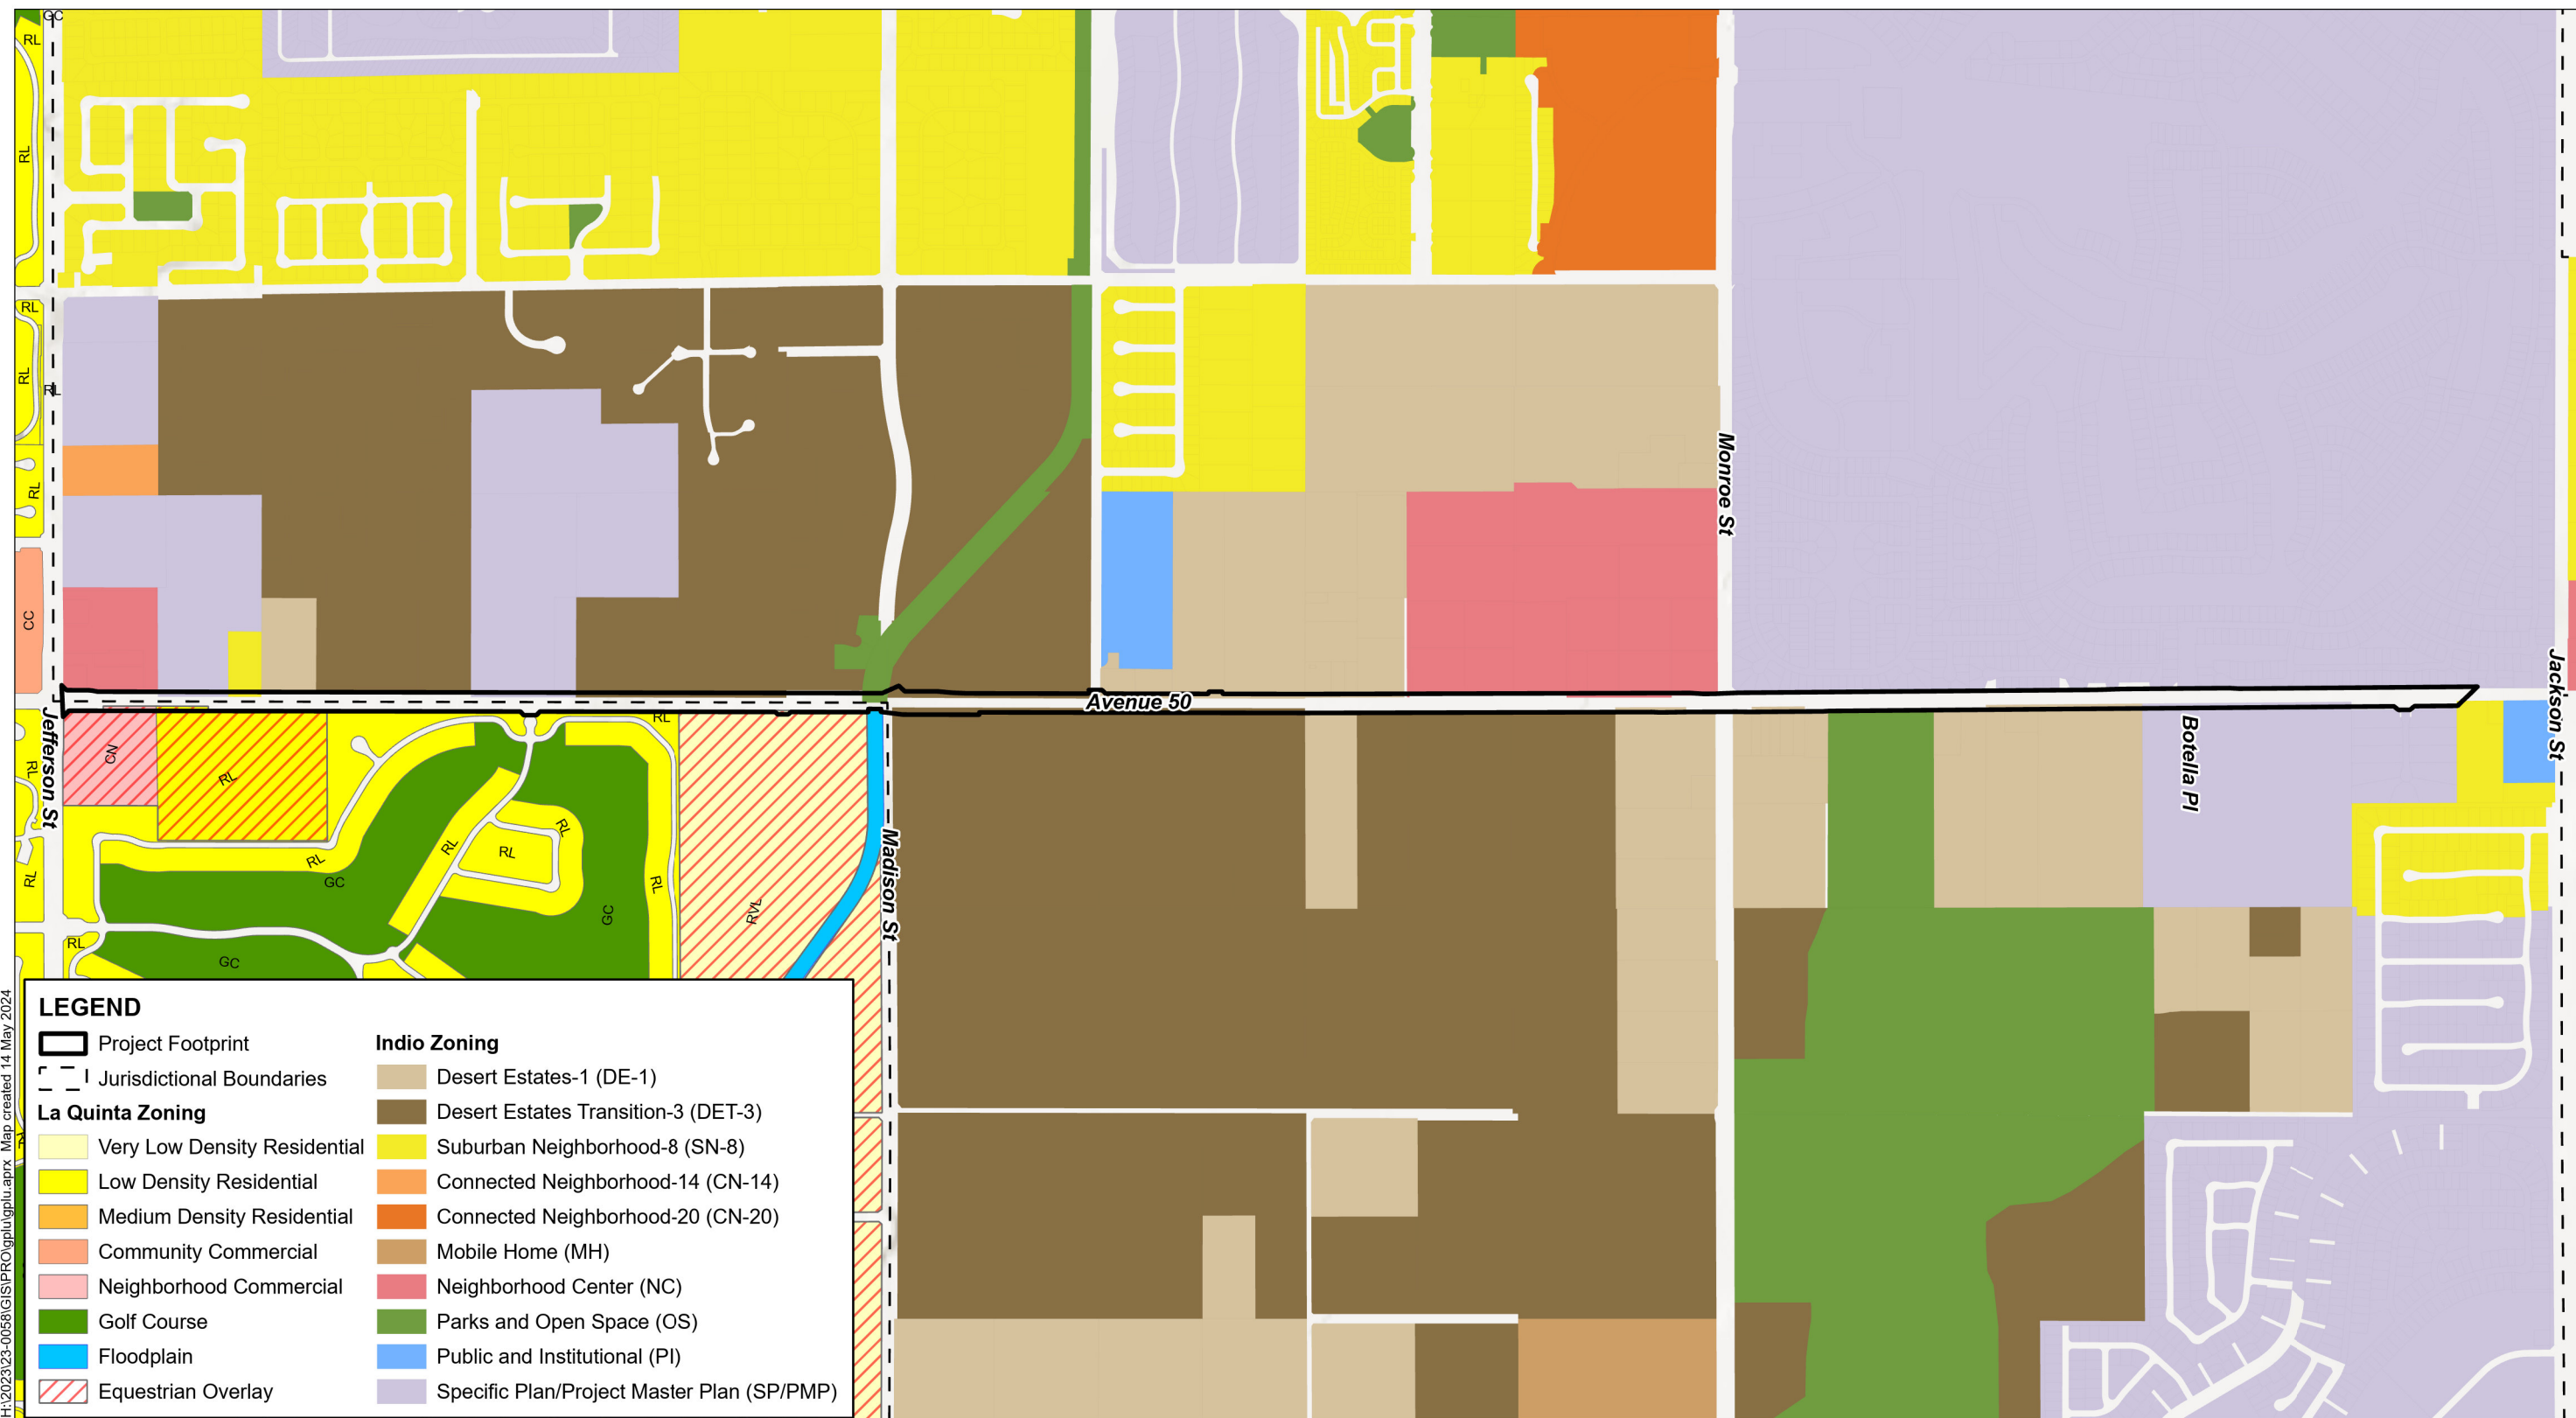 GC
RL
RL
RL
RL
RL
RL
CC
Monroe St
Avenue 50
Jefferson St
Madison St
Botella Pl
Jackson St
CN
RL
RL
RL
RL
RL
RL
RL
RL
RL
RL
GC
GC
GC
RVL
LEGEND
Project Footprint
Jurisdictional Boundaries
La Quinta Zoning
Very Low Density Residential
Low Density Residential
Medium Density Residential
Community Commercial
Neighborhood Commercial
Golf Course
Floodplain
Equestrian Overlay
Indio Zoning
Desert Estates-1 (DE-1)
Desert Estates Transition-3 (DET-3)
Suburban Neighborhood-8 (SN-8)
Connected Neighborhood-14 (CN-14)
Connected Neighborhood-20 (CN-20)
Mobile Home (MH)
Neighborhood Center (NC)
Parks and Open Space (OS)
Public and Institutional (PI)
Specific Plan/Project Master Plan (SP/PMP)
H:\2023\23-0058\GIS\PRO\gplu\gplu.aprx Map created 14 May 2024